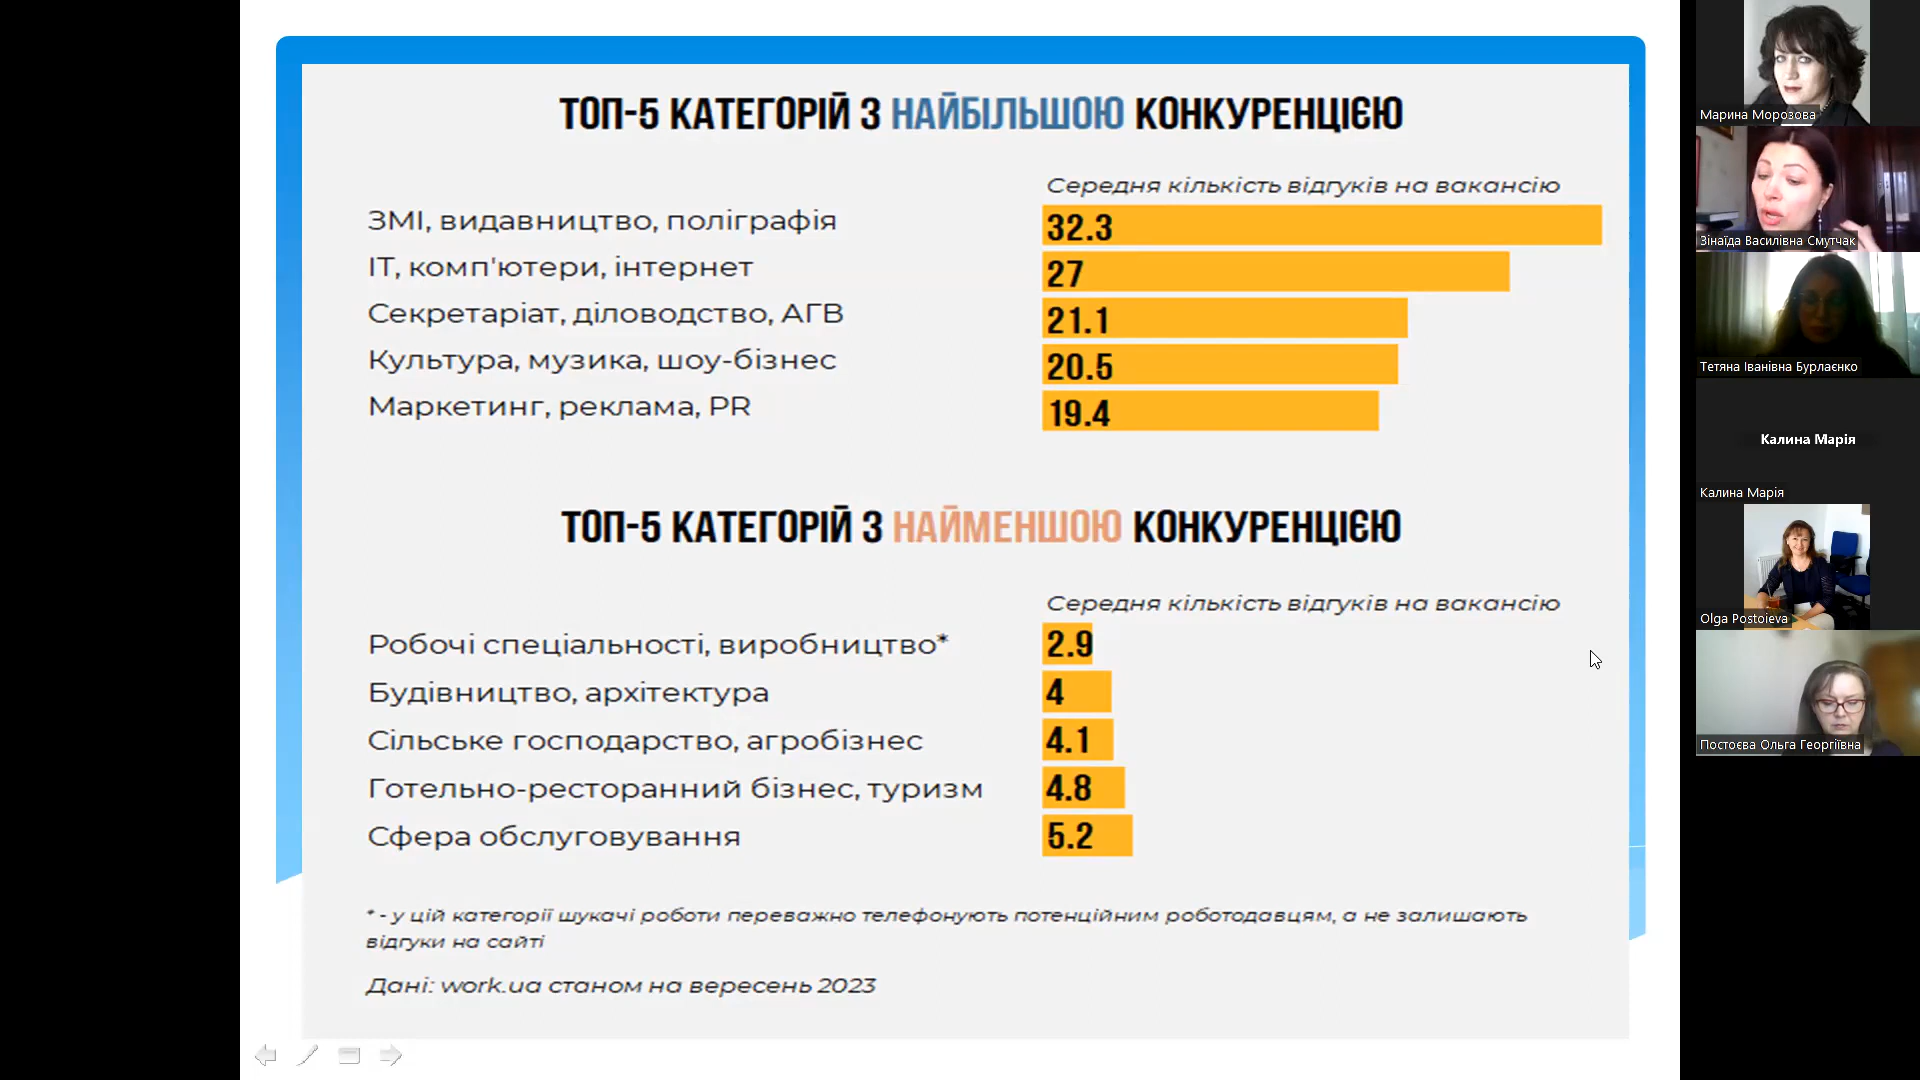 ТОП-5 КАТЕГОРІЙ З НАЙБІЛЬШОЮ КОНКУРЕНЦІЄЮ
Середня кількість відгуків на вакансію
ЗМІ, видавництво, поліграфія 32.3
ІТ, комп'ютери, інтернет 27
Секретаріат, діловодство, АГВ 21.1
Культура, музика, шоу-бізнес 20.5
Маркетинг, реклама, PR 19.4
ТОП-5 КАТЕГОРІЙ З НАЙМЕНШОЮ КОНКУРЕНЦІЄЮ
Середня кількість відгуків на вакансію
Робочі спеціальності, виробництво* 2.9
Будівництво, архітектура 4
Сільське господарство, агробізнес 4.1
Готельно-ресторанний бізнес, туризм 4.8
Сфера обслуговування 5.2
* - у цій категорії шукачі роботи переважно телефонують потенційним роботодавцям, а не залишають
відгуки на сайті
Дані: work.ua станом на вересень 2023
Марина Морозова
Зінаїда Василівна Смутчак
Тетяна Іванівна Бурлаєнко
Калина Марія
Калина Марія
Olga Postoieva
Постоєва Ольга Георгіївна